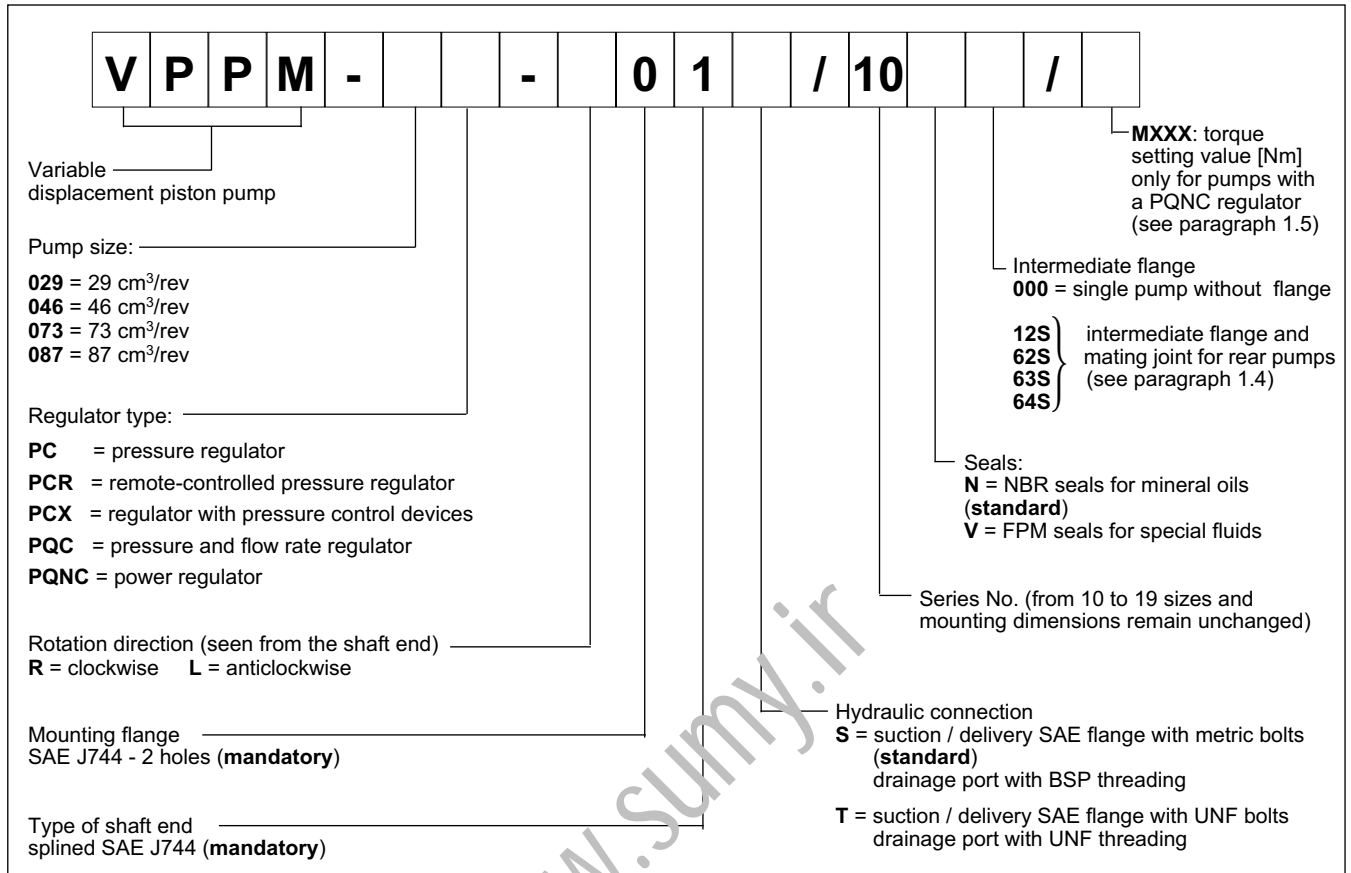 V P P M - - 0 1 / 10 /
Variable
displacement piston pump
Pump size:
029 = 29 cm³/rev
046 = 46 cm³/rev
073 = 73 cm³/rev
087 = 87 cm³/rev
Regulator type:
PC = pressure regulator
PCR = remote-controlled pressure regulator
PCX = regulator with pressure control devices
PQC = pressure and flow rate regulator
PQNC = power regulator
Rotation direction (seen from the shaft end)
R = clockwise L = anticlockwise
Mounting flange
SAE J744 - 2 holes (mandatory)
Type of shaft end
splined SAE J744 (mandatory)
MXXX: torque
setting value [Nm]
only for pumps with
a PQNC regulator
(see paragraph 1.5)
Intermediate flange
000 = single pump without flange
12S intermediate flange and
62S mating joint for rear pumps
63S (see paragraph 1.4)
64S
Seals:
N = NBR seals for mineral oils
(standard)
V = FPM seals for special fluids
Series No. (from 10 to 19 sizes and
mounting dimensions remain unchanged)
Hydraulic connection
S = suction / delivery SAE flange with metric bolts
(standard)
drainage port with BSP threading
T = suction / delivery SAE flange with UNF bolts
drainage port with UNF threading
w.sumy.ir